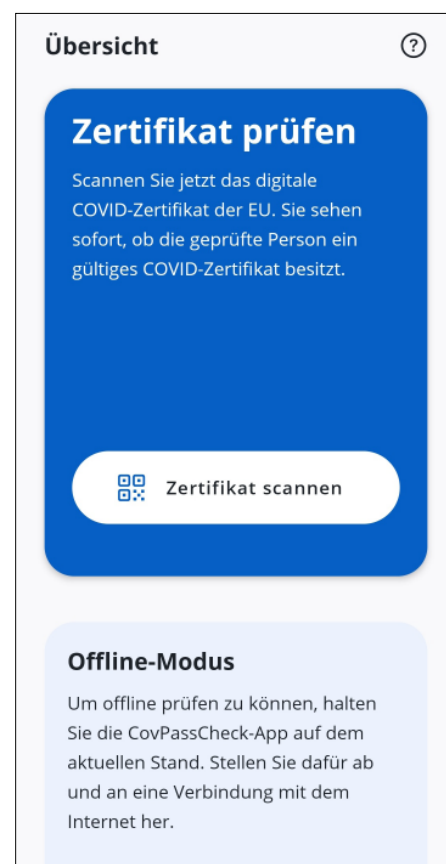 Übersicht
Zertifikat prüfen
Scannen Sie jetzt das digitale
COVID-Zertifikat der EU. Sie sehen
sofort, ob die geprüfte Person ein
gültiges COVID-Zertifikat besitzt.
Zertifikat scannen
Offline-Modus
Um offline prüfen zu können, halten
Sie die CovPassCheck-App auf dem
aktuellen Stand. Stellen Sie dafür ab
und an eine Verbindung mit dem
Internet her.